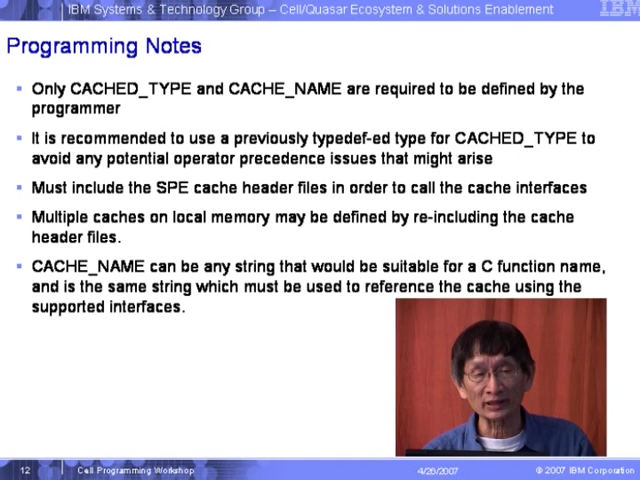 IBM Systems & Technology Group – Cell/Quasar Ecosystem & Solutions Enablement
IBM
Programming Notes
Only CACHED_TYPE and CACHE_NAME are required to be defined by the
programmer
It is recommended to use a previously typedef-ed type for CACHED_TYPE to
avoid any potential operator precedence issues that might arise
Must include the SPE cache header files in order to call the cache interfaces
Multiple caches on local memory may be defined by re-including the cache
header files.
CACHE_NAME can be any string that would be suitable for a C function name,
and is the same string which must be used to reference the cache using the
supported interfaces.
12 Cell Programming Workshop 4/26/2007 © 2007 IBM Corporation